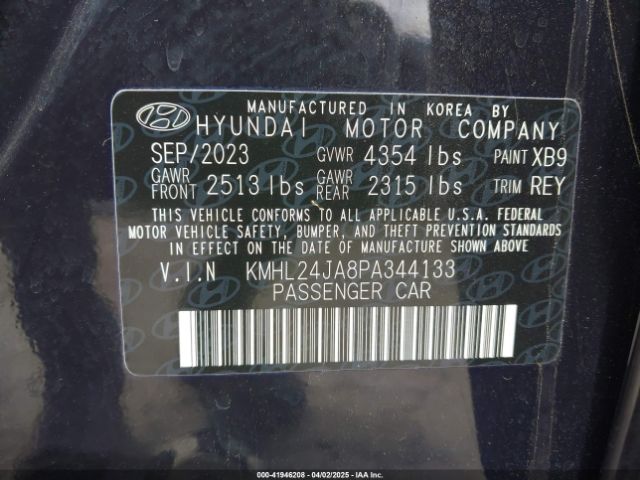 MANUFACTURED IN KOREA BY
HYUNDAI MOTOR COMPANY
SEP/2023 GVWR 4354 lbs PAINT XB9
GAWR FRONT 2513 lbs GAWR REAR 2315 lbs TRIM REY
THIS VEHICLE CONFORMS TO ALL APPLICABLE U.S.A. FEDERAL
MOTOR VEHICLE SAFETY, BUMPER, AND THEFT PREVENTION STANDARDS
IN EFFECT ON THE DATE OF MANUFACTURE SHOWN ABOVE.
V.I.N KMHL24JA8PA344133
PASSENGER CAR
000-41946208 - 04/02/2025 - IAAI.COM